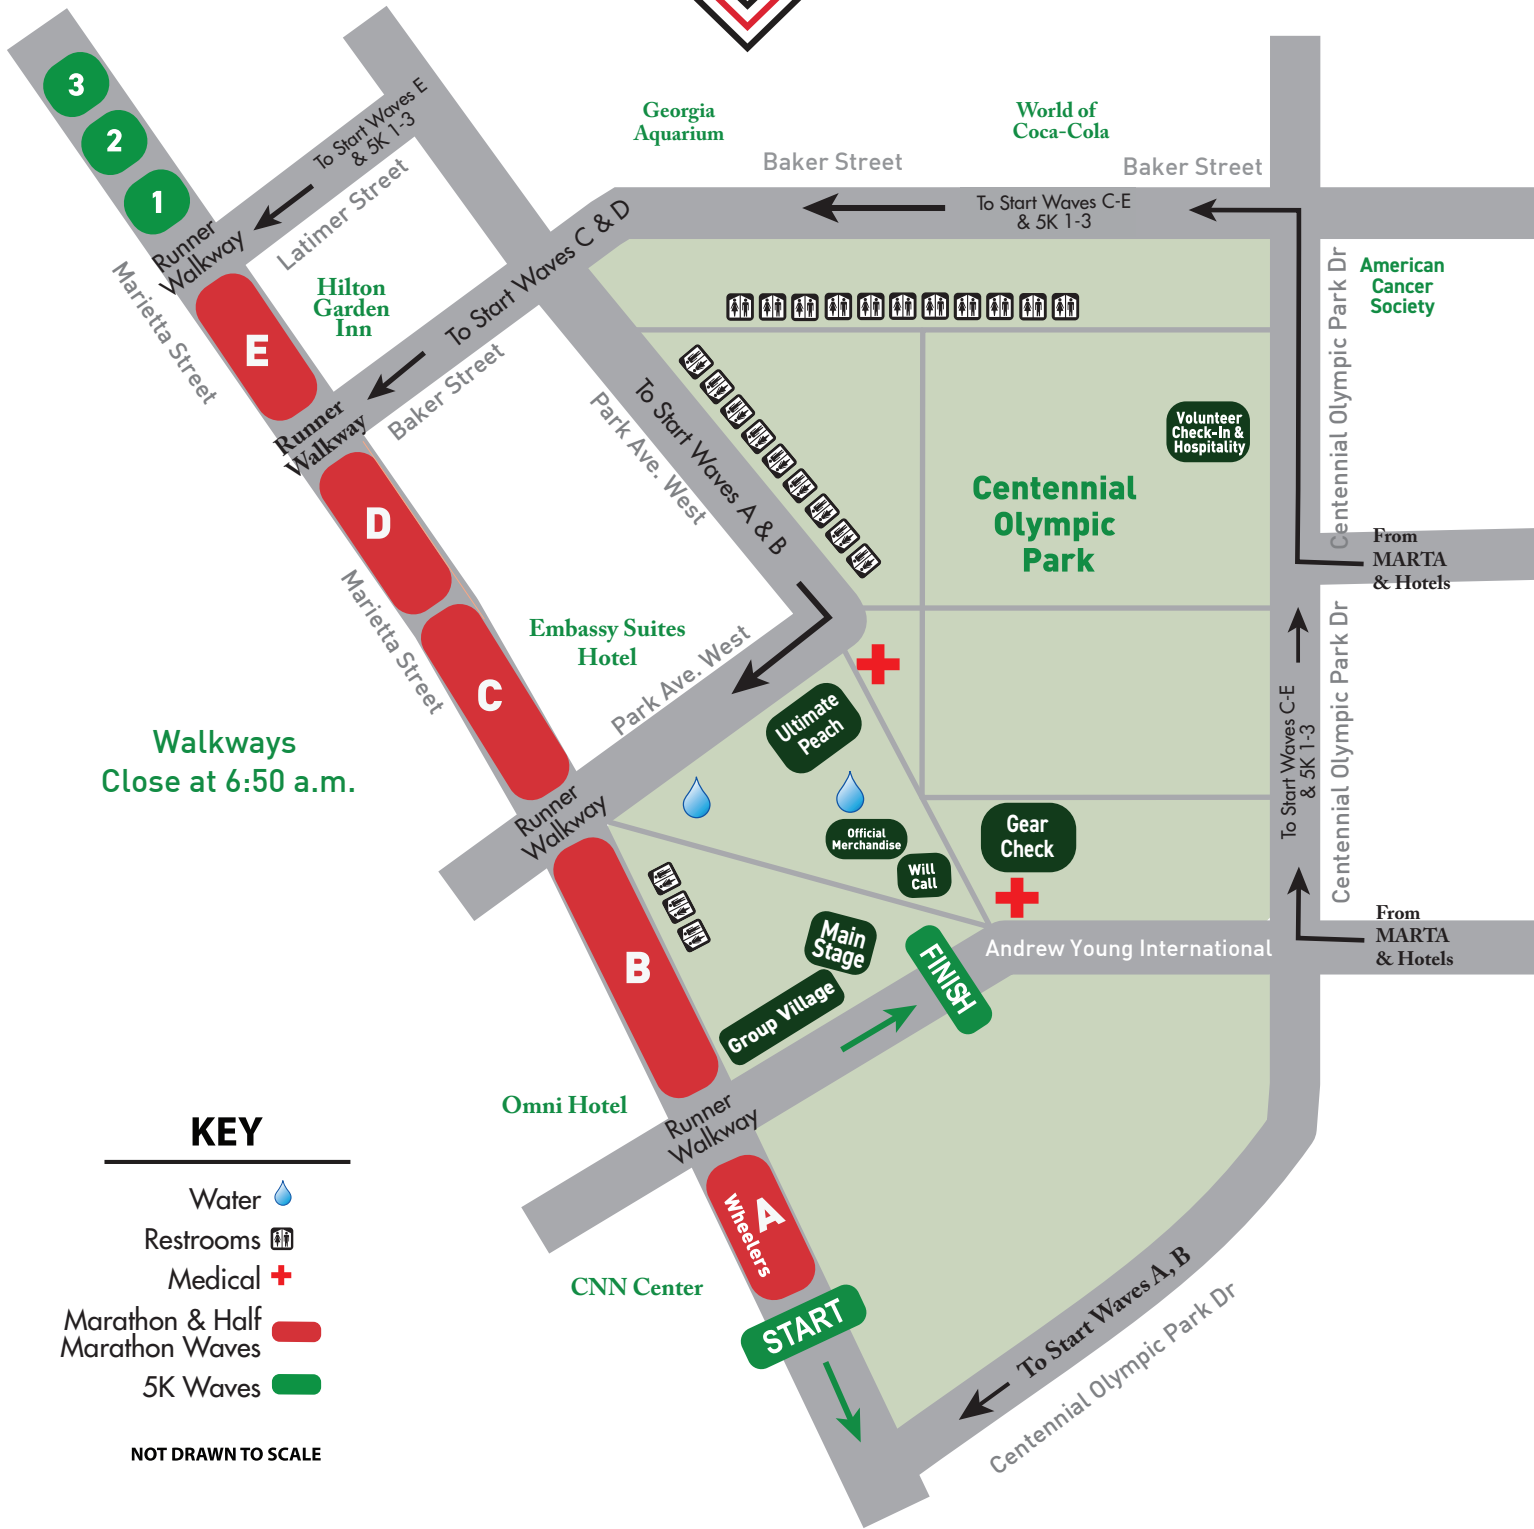 3
2
1
To Start Waves E
& 5K 1-3
Latimer Street
Runner
Walkway
Marietta Street
Georgia
Aquarium
World of
Coca-Cola
Baker Street
Baker Street
To Start Waves C-E
& 5K 1-3
To Start Waves C & D
Hilton
Garden
Inn
E
Baker Street
Runner
Walkway
American
Cancer
Society
Centennial Olympic Park Dr
Volunteer
Check-In &
Hospitality
To Start Waves A & B
Park Ave. West
Centennial
Olympic
Park
D
Marietta Street
From
MARTA
& Hotels
C
Embassy Suites
Hotel
Park Ave. West
Walkways
Close at 6:50 a.m.
Ultimate
Peach
To Start Waves C-E
& 5K 1-3
Centennial Olympic Park Dr
Runner
Walkway
Official
Merchandise
Will
Call
Gear
Check
From
MARTA
& Hotels
B
Main
Stage
Group Village
FINISH
Andrew Young International
Omni Hotel
Runner
Walkway
A
Wheelers
CNN Center
START
To Start Waves A, B
Centennial Olympic Park Dr
KEY
Water
Restrooms
Medical
Marathon & Half
Marathon Waves
5K Waves
NOT DRAWN TO SCALE